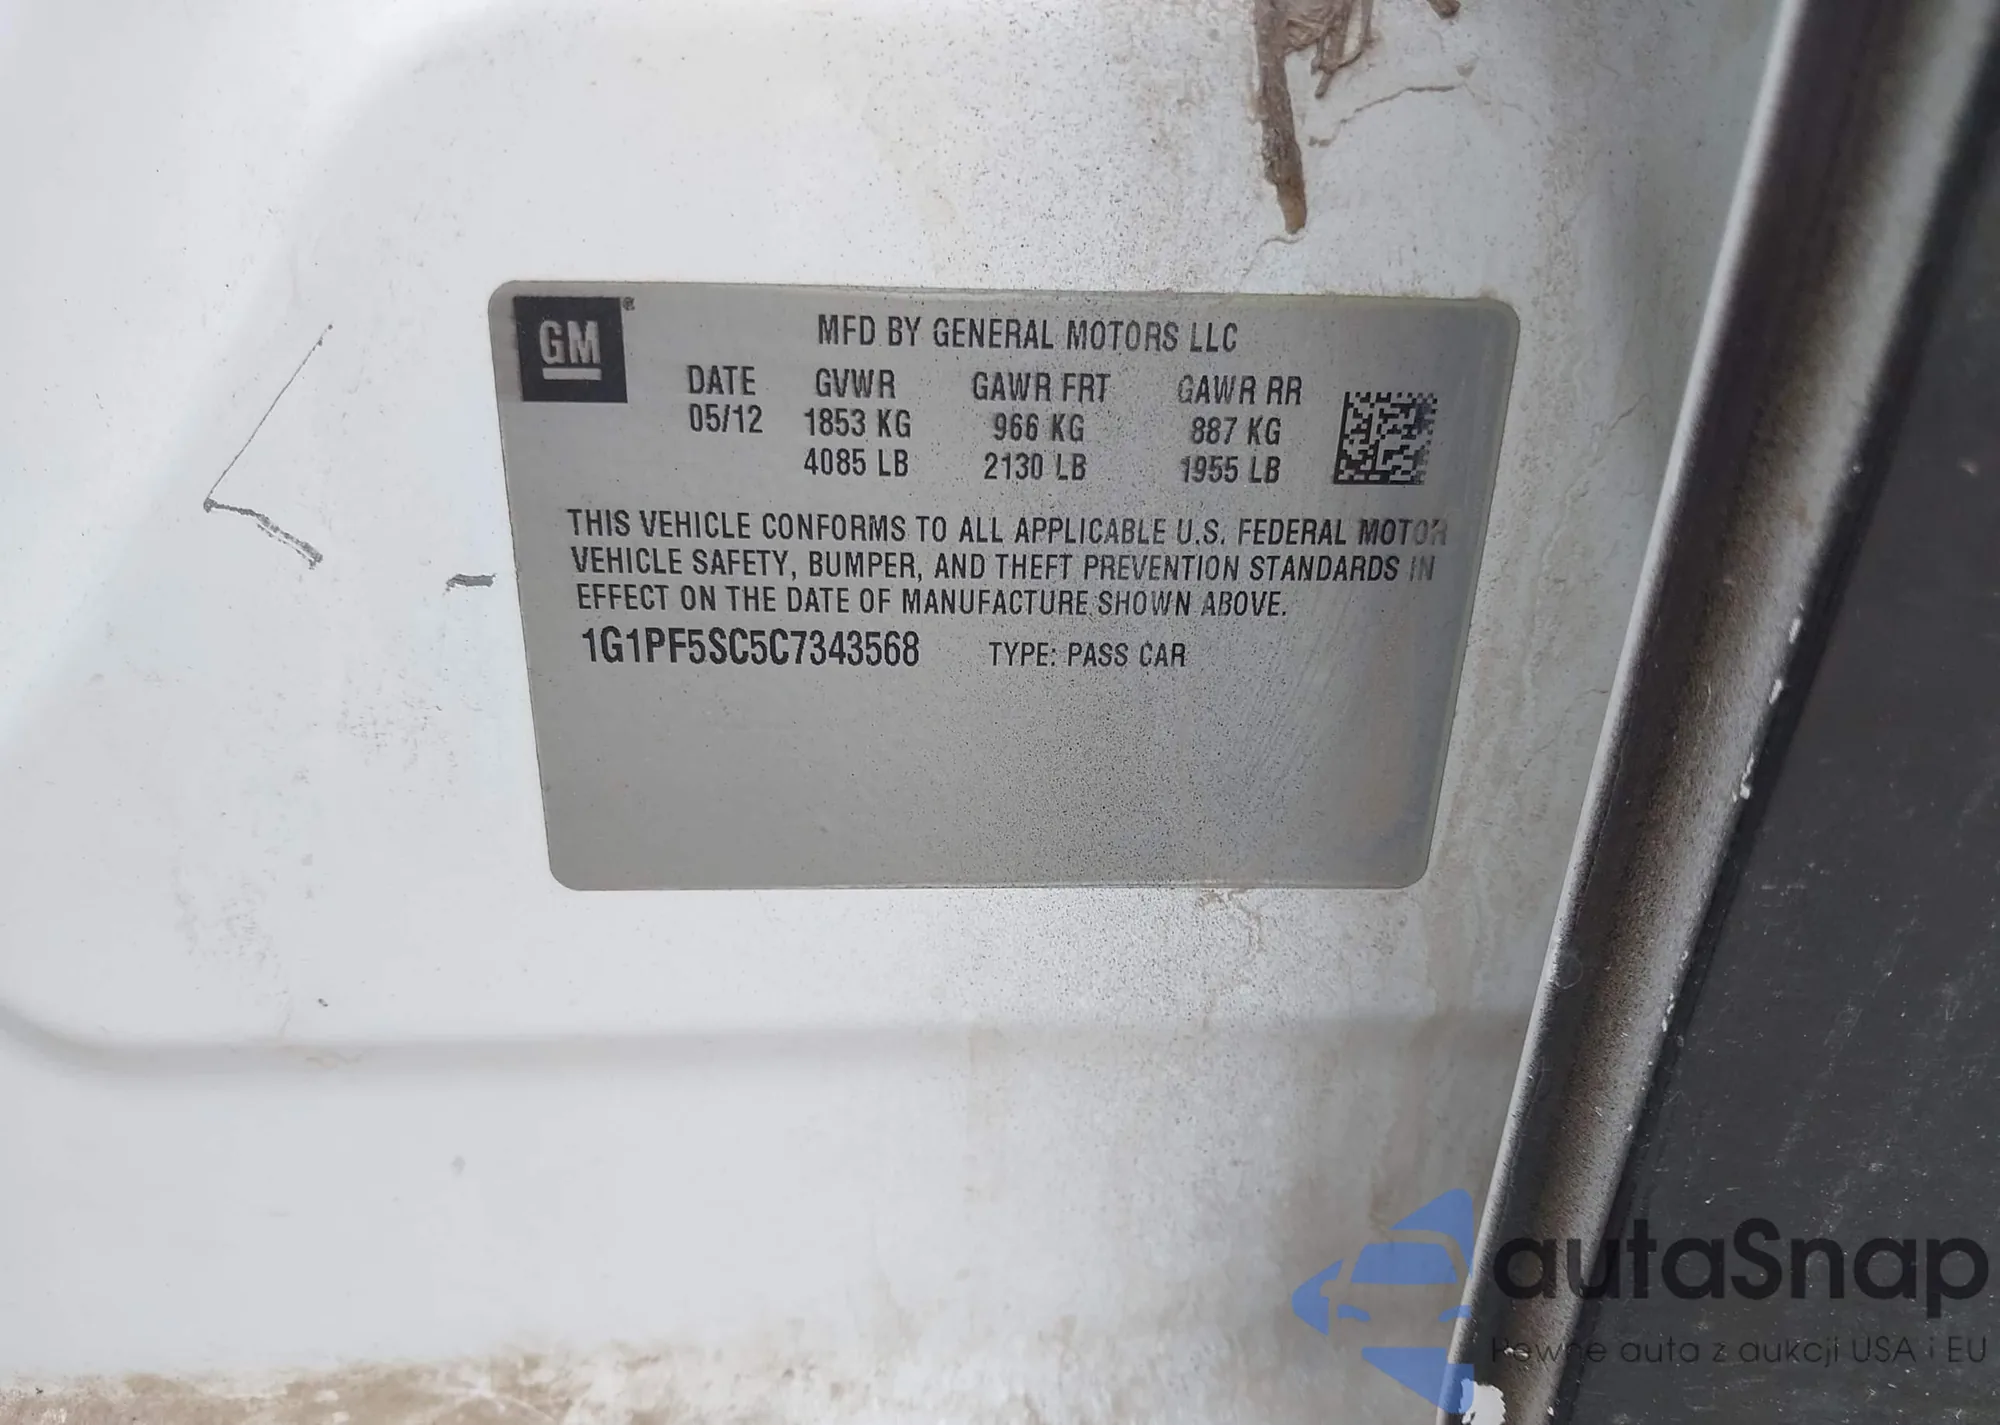 GM®
MFD BY GENERAL MOTORS LLC
DATE GVWR GAWR FRT GAWR RR
05/12 1853 KG 966 KG 887 KG
4085 LB 2130 LB 1955 LB
THIS VEHICLE CONFORMS TO ALL APPLICABLE U.S. FEDERAL MOTOR
VEHICLE SAFETY, BUMPER, AND THEFT PREVENTION STANDARDS IN
EFFECT ON THE DATE OF MANUFACTURE SHOWN ABOVE.
1G1PF5SC5C7343568 TYPE: PASS CAR
autaSnap
Pewne auta z aukcji USA i EU